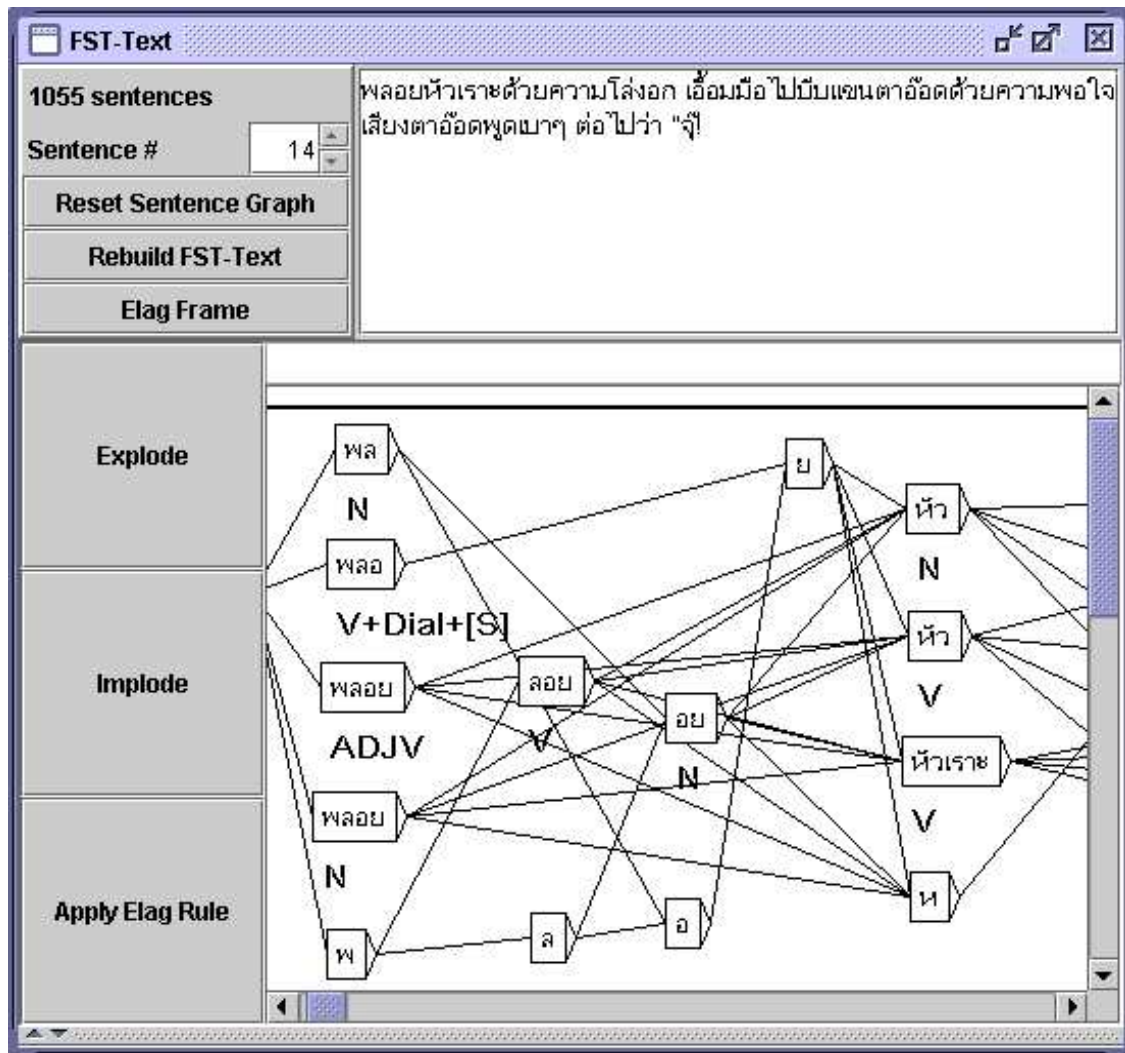 FST-Text
1055 sentences
Sentence # 14
Reset Sentence Graph
Rebuild FST-Text
Elag Frame
พลอยหัวเราะด้วยความโล่งอก เอื้อมมือไปบีบแขนตาอ๊อดด้วยความพอใจ
เสียงตาอ๊อดพูดเบาๆ ต่อไปว่า "จุ๊!
Explode
Implode
Apply Elag Rule
พล
N
พลอ
V+Dial+[S]
พลอย
ADJV
พลอย
N
พ
ลอย
V
ล
อย
N
อ
ย
หัว
N
หัว
V
หัวเราะ
V
ห